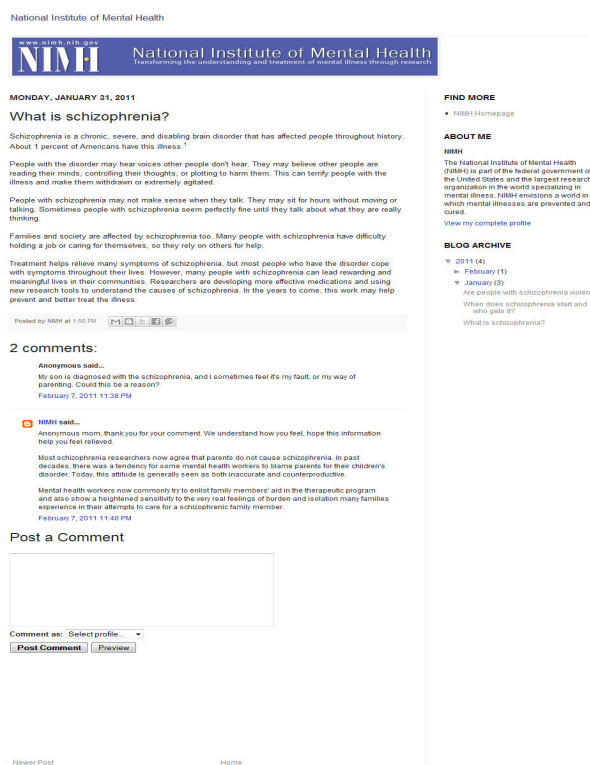 National Institute of Mental Health
www.nimh.nih.gov
NIMH
National Institute of Mental Health
Transforming the understanding and treatment of mental illness through research
MONDAY, JANUARY 31, 2011
What is schizophrenia?
Schizophrenia is a chronic, severe, and disabling brain disorder that has affected people throughout history.
About 1 percent of Americans have this illness.1
People with the disorder may hear voices other people don't hear. They may believe other people are
reading their minds, controlling their thoughts, or plotting to harm them. This can terrify people with the
illness and make them withdrawn or extremely agitated.
People with schizophrenia may not make sense when they talk. They may sit for hours without moving or
talking. Sometimes people with schizophrenia seem perfectly fine until they talk about what they are really
thinking.
Families and society are affected by schizophrenia too. Many people with schizophrenia have difficulty
holding a job or caring for themselves, so they rely on others for help.
Treatment helps relieve many symptoms of schizophrenia, but most people who have the disorder cope
with symptoms throughout their lives. However, many people with schizophrenia can lead rewarding and
meaningful lives in their communities. Researchers are developing more effective medications and using
new research tools to understand the causes of schizophrenia. In the years to come, this work may help
prevent and better treat the illness.
Posted by NIMH at 1:50 PM
2 comments:
Anonymous said...
My son is diagnosed with the schizophrenia, and I sometimes feel it's my fault, or my way of
parenting. Could this be a reason?
February 7, 2011 11:38 PM
NIMH said...
Anonymous mom, thank you for your comment. We understand how you feel, hope this information
help you feel relieved.
Most schizophrenia researchers now agree that parents do not cause schizophrenia. In past
decades, there was a tendency for some mental health workers to blame parents for their children's
disorder. Today, this attitude is generally seen as both inaccurate and counterproductive.
Mental health workers now commonly try to enlist family members' aid in the therapeutic program
and also show a heightened sensitivity to the very real feelings of burden and isolation many families
experience in their attempts to care for a schizophrenic family member.
February 7, 2011 11:40 PM
Post a Comment
Comment as: Select profile...
Post Comment Preview
Newer Post Home
FIND MORE
NIMH Homepage
ABOUT ME
NIMH
The National Institute of Mental Health
(NIMH) is part of the federal government of
the United States and the largest research
organization in the world specializing in
mental illness. NIMH envisions a world in
which mental illnesses are prevented and
cured.
View my complete profile
BLOG ARCHIVE
▼ 2011 (4)
► February (1)
▼ January (3)
Are people with schizophrenia violen
When does schizophrenia start and
who gets it?
What is schizophrenia?